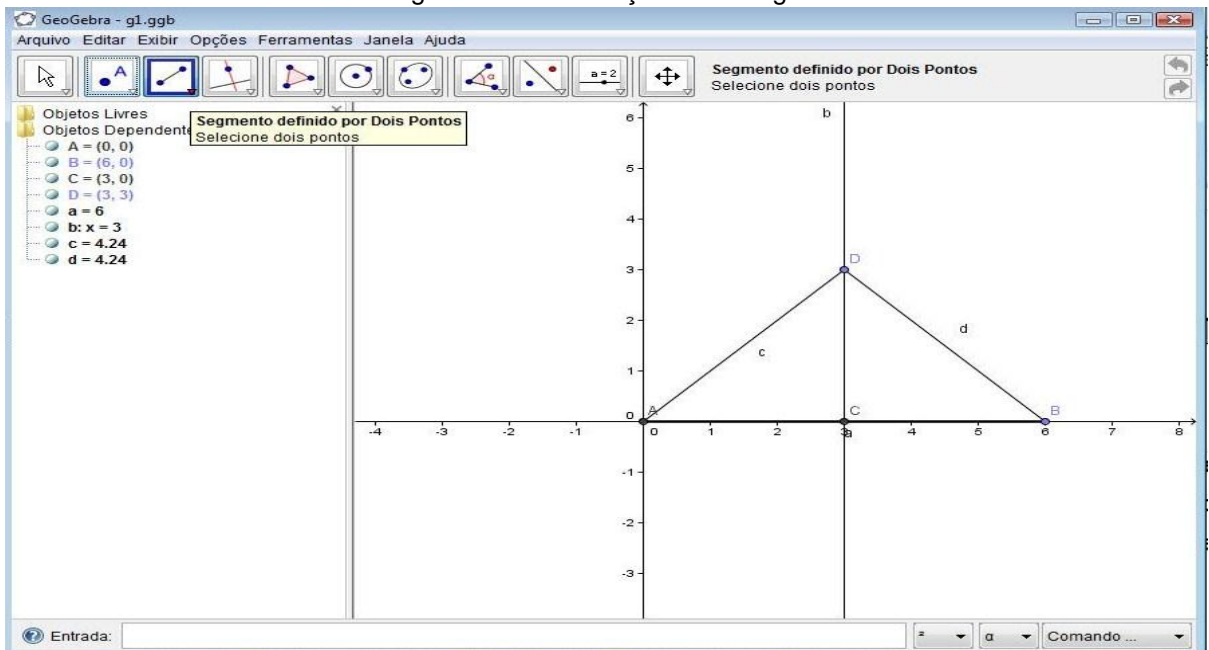 GeoGebra - g1.ggb
Arquivo Editar Exibir Opções Ferramentas Janela Ajuda
A
a = 2
Segmento definido por Dois Pontos
Selecione dois pontos
Objetos Livres
Objetos Dependente
Segmento definido por Dois Pontos
Selecione dois pontos
A = (0, 0)
B = (6, 0)
C = (3, 0)
D = (3, 3)
a = 6
b: x = 3
c = 4.24
d = 4.24
6
b
5
4
3
D
2
d
c
1
0
A
C
B
-4 -3 -2 -1 0 1 2 3 a 4 5 6 7 8
-1
-2
-3
Entrada:
²
α
Comando ...